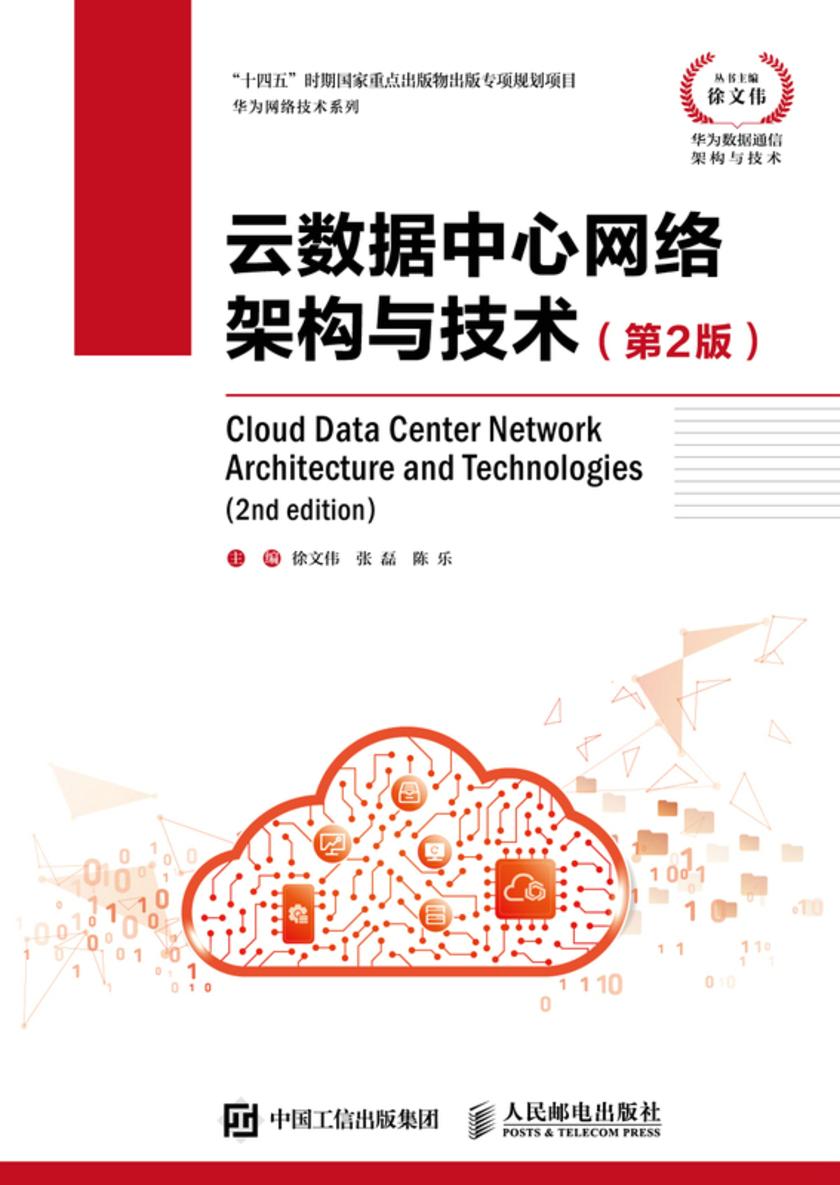 “十四五”时期国家重点出版物出版专项规划项目
华为网络技术系列
丛书主编
徐文伟
华为数据通信
架构与技术
云数据中心网络
架构与技术（第2版）
Cloud Data Center Network
Architecture and Technologies
(2nd edition)
主 编 徐文伟 张 磊 陈 乐
中国工信出版集团
人民邮电出版社
POSTS & TELECOM PRESS